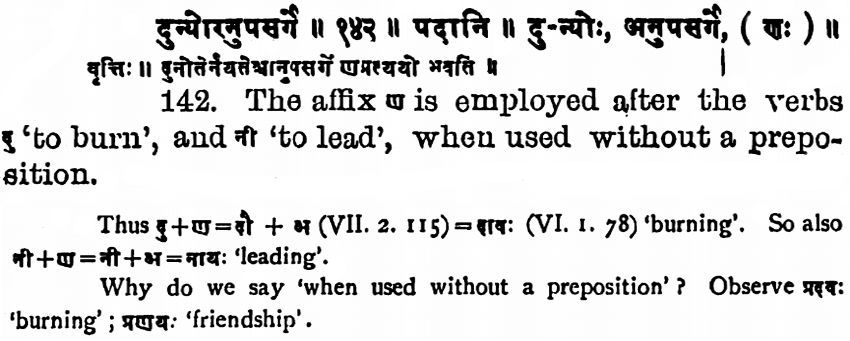 दुन्योरनुपसर्गे ॥ १४२ ॥ पदानि ॥ दु-न्योः, अनुपसर्गे, ( णः ) ॥
वृत्तिः ॥ दुनोतेर्नयतेश्चानुपसर्गे णप्रत्ययो भवति ॥
142. The affix ण is employed after the verbs
दु 'to burn', and नी 'to lead', when used without a prepo-
sition.
Thus दु+ण=दौ + अ (VII. 2. 115)=दावः (VI. 1. 78) 'burning'. So also
नी+ण=नी+अ=नायः 'leading'.
Why do we say 'when used without a preposition' ? Observe प्रदवः
'burning' ; प्रणयः 'friendship'.